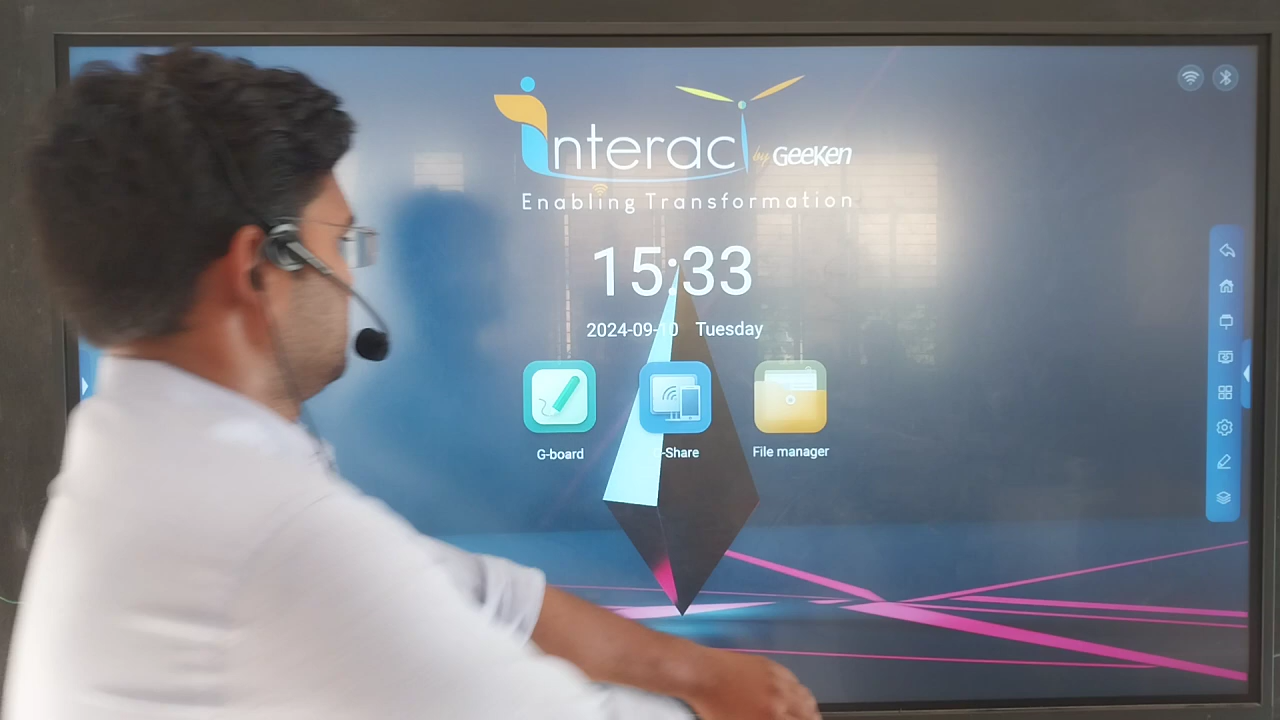 interact by GeeKen
Enabling Transformation
15:33
2024-09-10 Tuesday
G-board
-Share
File manager